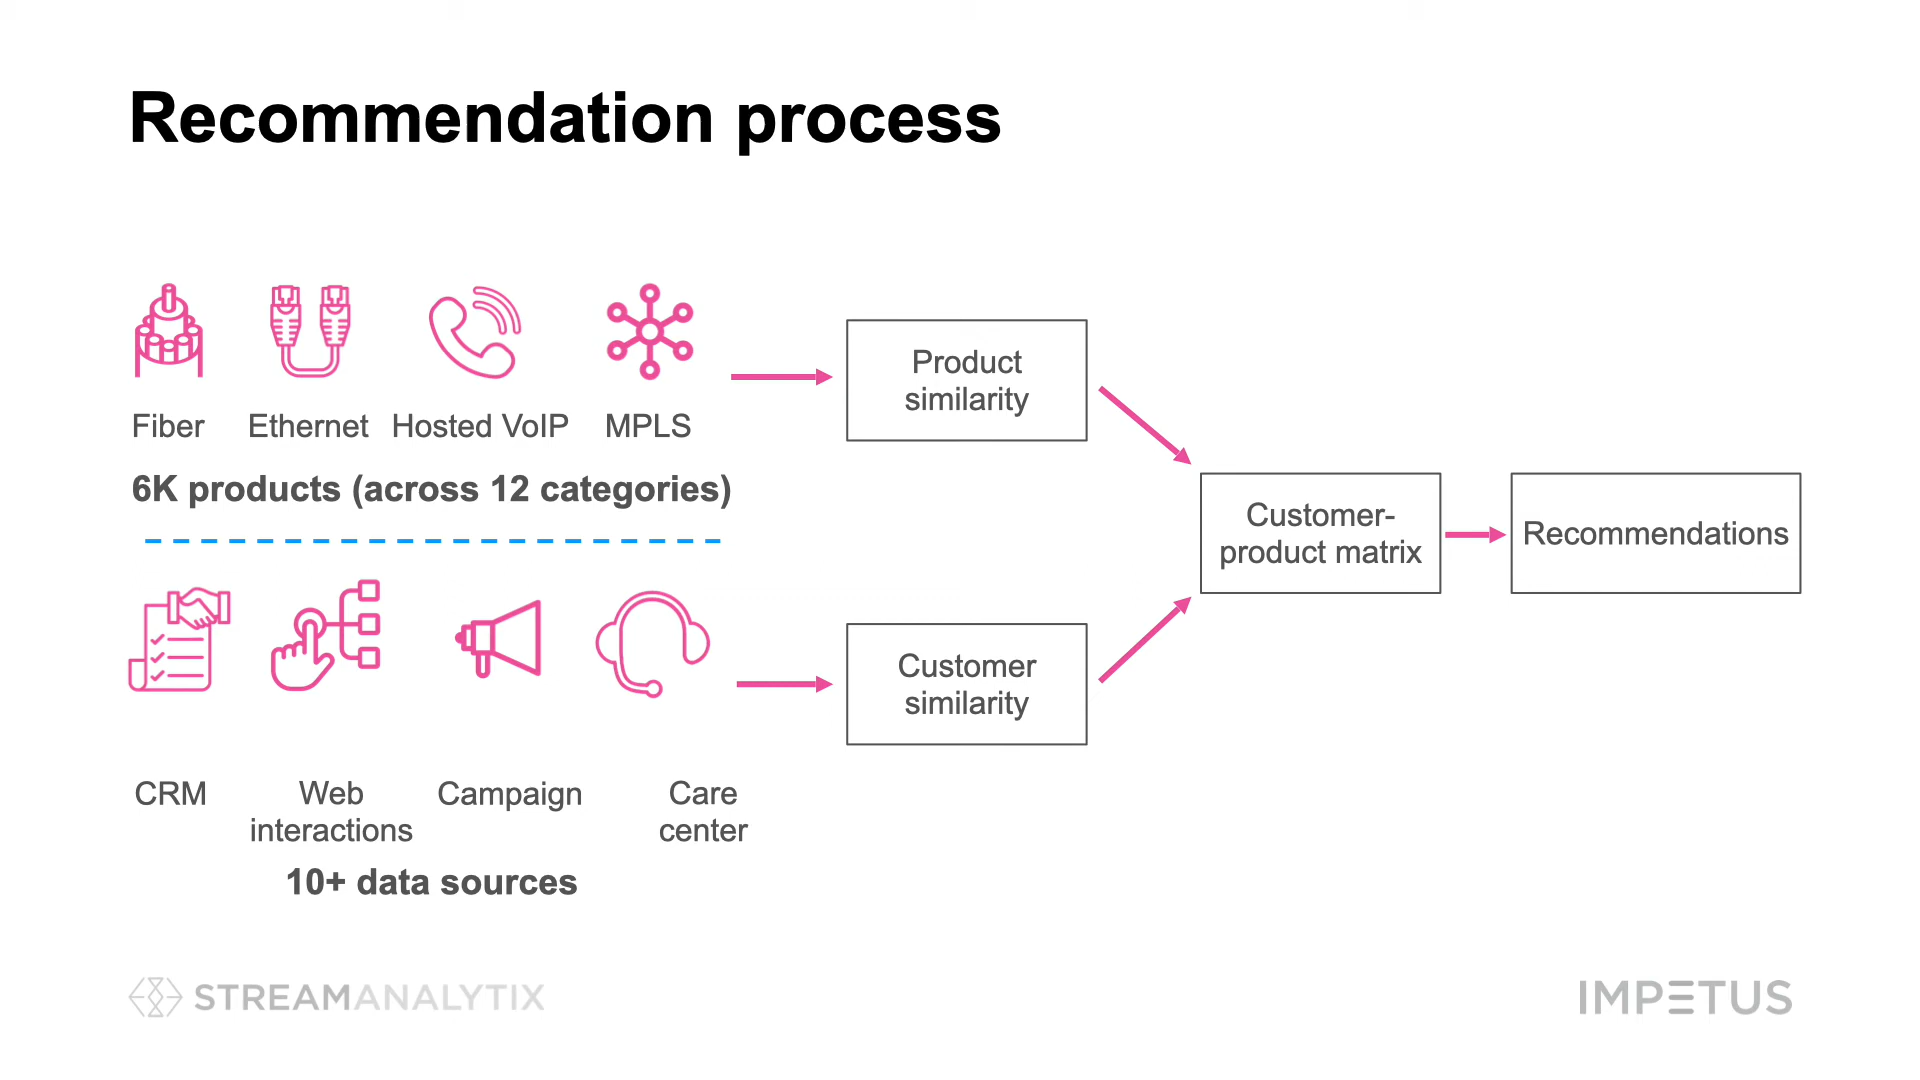 Recommendation process
Fiber
Ethernet
Hosted VoIP
MPLS
6K products (across 12 categories)
Product
similarity
Customer-
product matrix
Recommendations
Customer
similarity
CRM
Web
interactions
Campaign
Care
center
10+ data sources
STREAMANALYTIX
IMPETUS